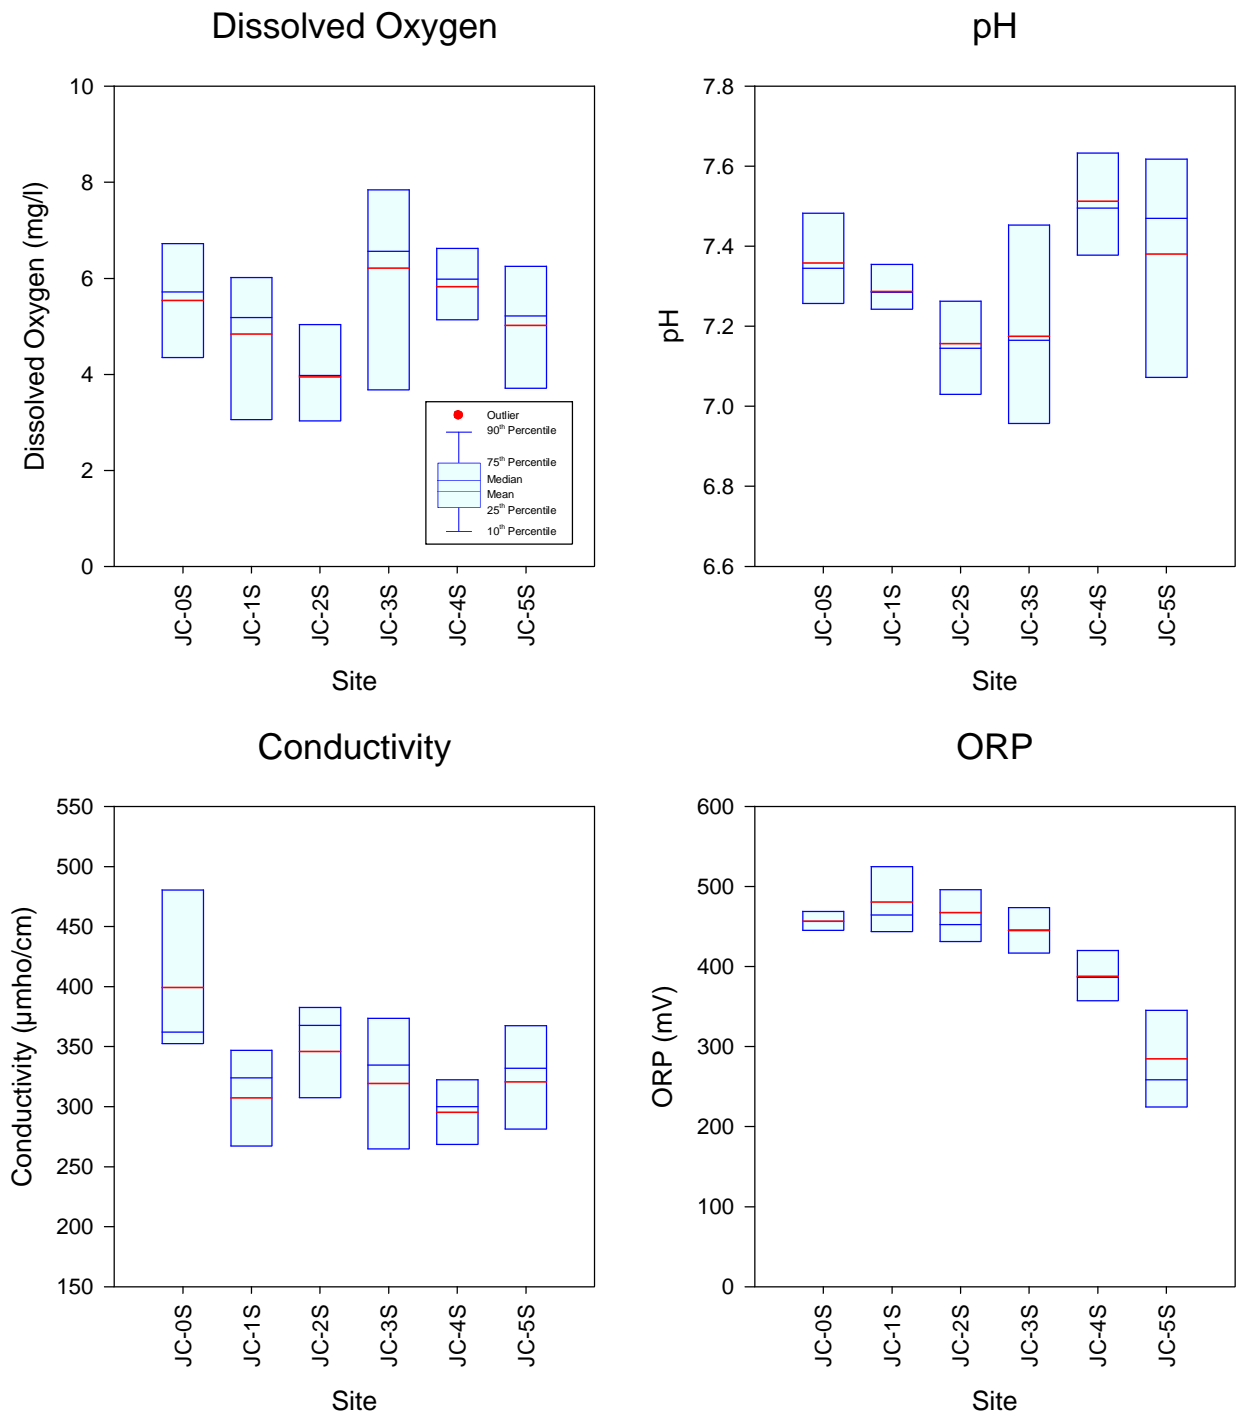 Dissolved Oxygen
Dissolved Oxygen (mg/l)
10
8
6
4
2
0
Outlier
90th Percentile
75th Percentile
Median
Mean
25th Percentile
10th Percentile
JC-0S
JC-1S
JC-2S
JC-3S
JC-4S
JC-5S
Site
pH
pH
7.8
7.6
7.4
7.2
7.0
6.8
6.6
JC-0S
JC-1S
JC-2S
JC-3S
JC-4S
JC-5S
Site
Conductivity
Conductivity (µmho/cm)
550
500
450
400
350
300
250
200
150
JC-0S
JC-1S
JC-2S
JC-3S
JC-4S
JC-5S
Site
ORP
ORP (mV)
600
500
400
300
200
100
0
JC-0S
JC-1S
JC-2S
JC-3S
JC-4S
JC-5S
Site